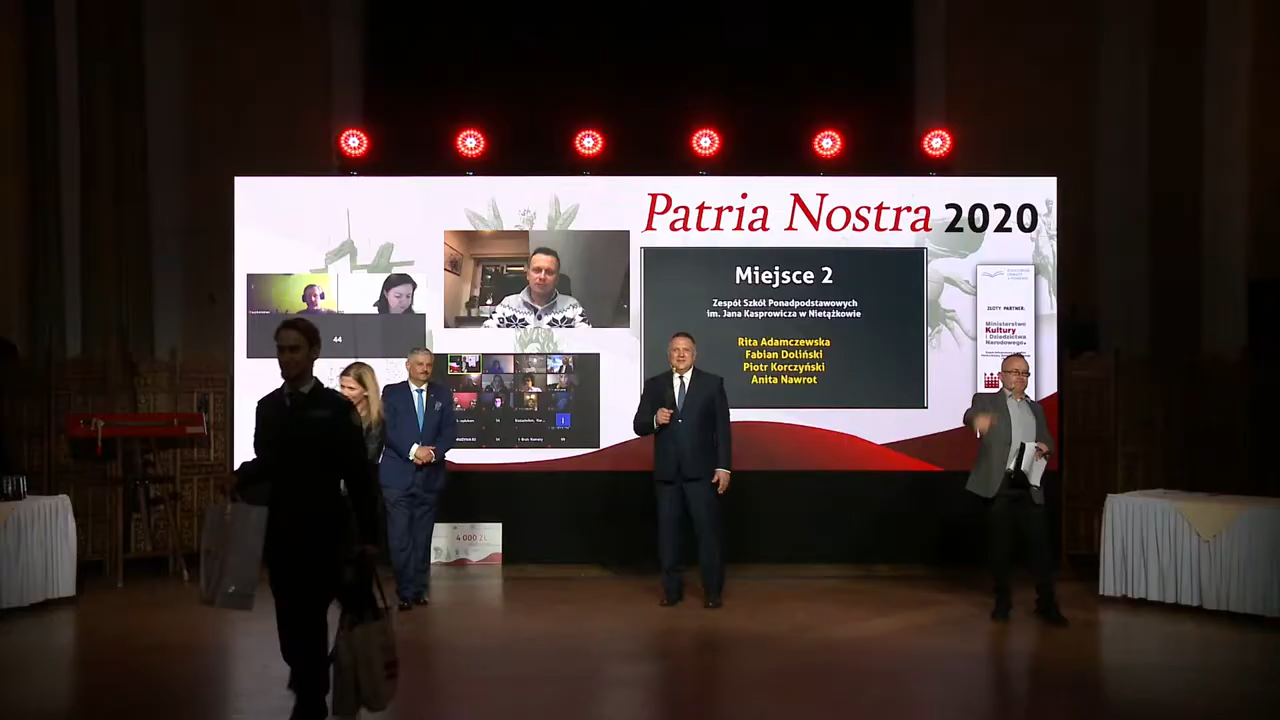 Patria Nostra 2020
Miejsce 2
Zespół Szkół Ponadpodstawowych
im. Jana Kasprowicza w Nietążkowie
Rita Adamczewska
Fabian Doliński
Piotr Korczyński
Anita Nawrot
ZŁOTY PARTNER:
Ministerstwo
Kultury
i Dziedzictwa
Narodowego
44
4 000 ZŁ